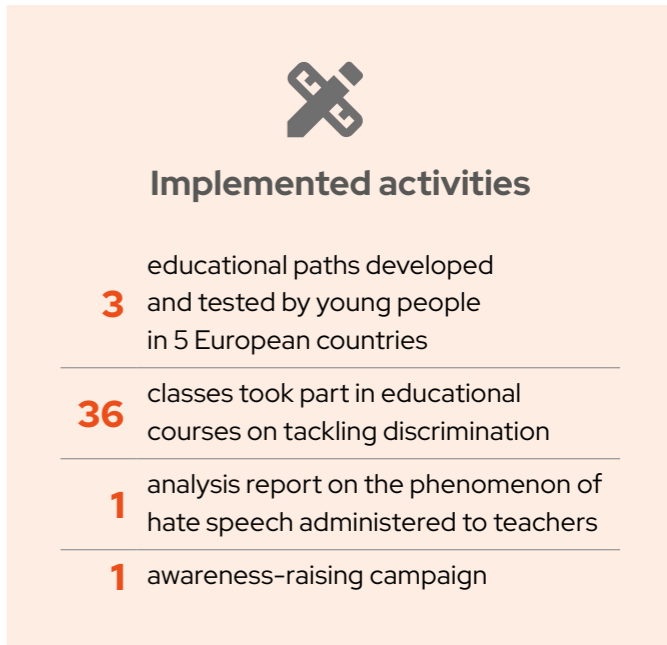 Implemented activities
educational paths developed
3 and tested by young people
in 5 European countries
36 classes took part in educational
courses on tackling discrimination
1 analysis report on the phenomenon of
hate speech administered to teachers
1 awareness-raising campaign